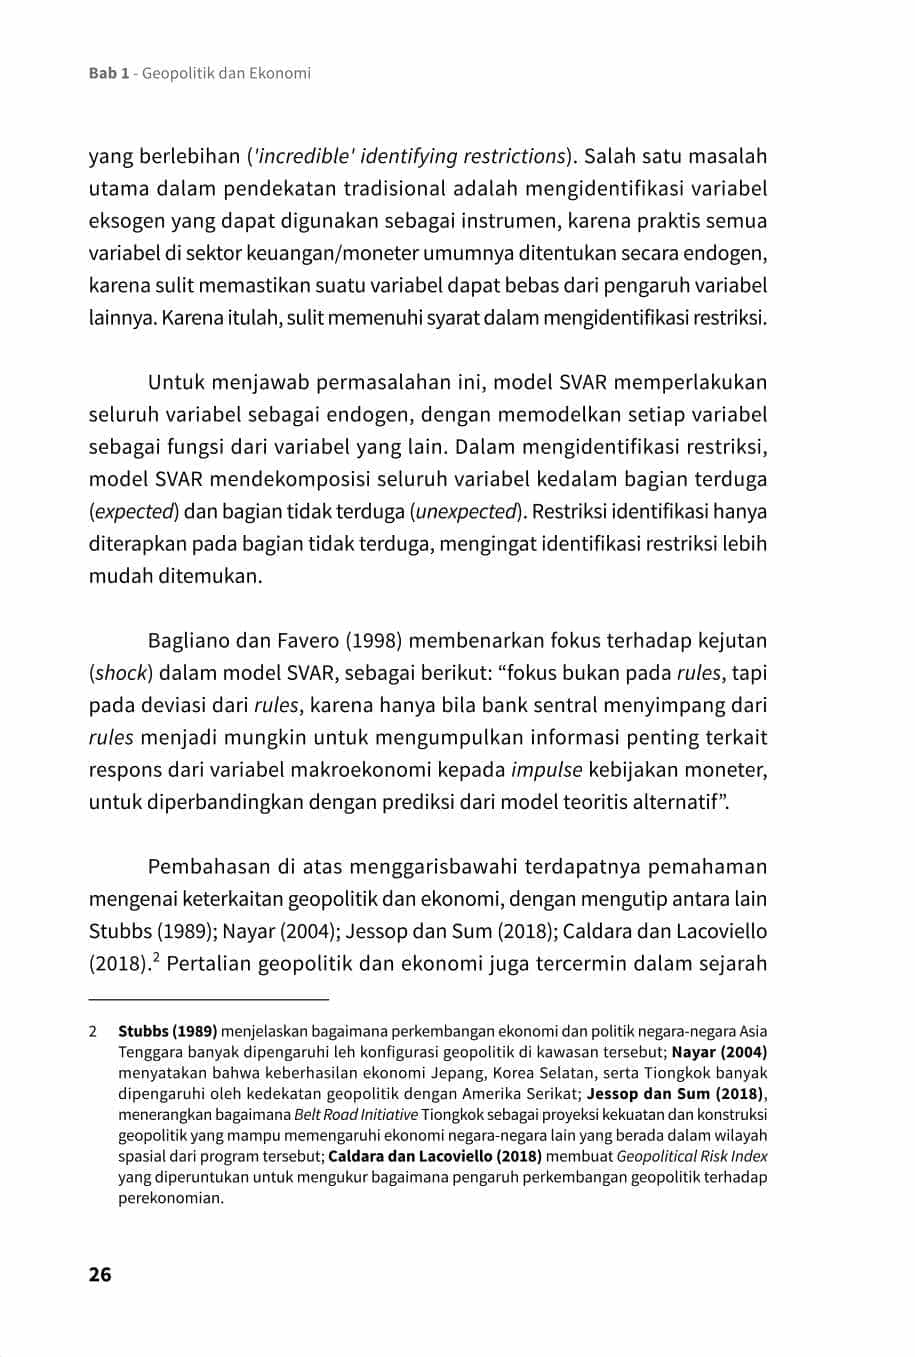 Bab 1 - Geopolitik dan Ekonomi
yang berlebihan ('incredible' identifying restrictions). Salah satu masalah
utama dalam pendekatan tradisional adalah mengidentifikasi variabel
eksogen yang dapat digunakan sebagai instrumen, karena praktis semua
variabel di sektor keuangan/moneter umumnya ditentukan secara endogen,
karena sulit memastikan suatu variabel dapat bebas dari pengaruh variabel
lainnya. Karena itulah, sulit memenuhi syarat dalam mengidentifikasi restriksi.
Untuk menjawab permasalahan ini, model SVAR memperlakukan
seluruh variabel sebagai endogen, dengan memodelkan setiap variabel
sebagai fungsi dari variabel yang lain. Dalam mengidentifikasi restriksi,
model SVAR mendekomposisi seluruh variabel kedalam bagian terduga
(expected) dan bagian tidak terduga (unexpected). Restriksi identifikasi hanya
diterapkan pada bagian tidak terduga, mengingat identifikasi restriksi lebih
mudah ditemukan.
Bagliano dan Favero (1998) membenarkan fokus terhadap kejutan
(shock) dalam model SVAR, sebagai berikut: “fokus bukan pada rules, tapi
pada deviasi dari rules, karena hanya bila bank sentral menyimpang dari
rules menjadi mungkin untuk mengumpulkan informasi penting terkait
respons dari variabel makroekonomi kepada impulse kebijakan moneter,
untuk diperbandingkan dengan prediksi dari model teoritis alternatif”.
Pembahasan di atas menggarisbawahi terdapatnya pemahaman
mengenai keterkaitan geopolitik dan ekonomi, dengan mengutip antara lain
Stubbs (1989); Nayar (2004); Jessop dan Sum (2018); Caldara dan Lacoviello
(2018).2 Pertalian geopolitik dan ekonomi juga tercermin dalam sejarah
2 Stubbs (1989) menjelaskan bagaimana perkembangan ekonomi dan politik negara-negara Asia
Tenggara banyak dipengaruhi leh konfigurasi geopolitik di kawasan tersebut; Nayar (2004)
menyatakan bahwa keberhasilan ekonomi Jepang, Korea Selatan, serta Tiongkok banyak
dipengaruhi oleh kedekatan geopolitik dengan Amerika Serikat; Jessop dan Sum (2018),
menerangkan bagaimana Belt Road Initiative Tiongkok sebagai proyeksi kekuatan dan konstruksi
geopolitik yang mampu memengaruhi ekonomi negara-negara lain yang berada dalam wilayah
spasial dari program tersebut; Caldara dan Lacoviello (2018) membuat Geopolitical Risk Index
yang diperuntukan untuk mengukur bagaimana pengaruh perkembangan geopolitik terhadap
perekonomian.
26